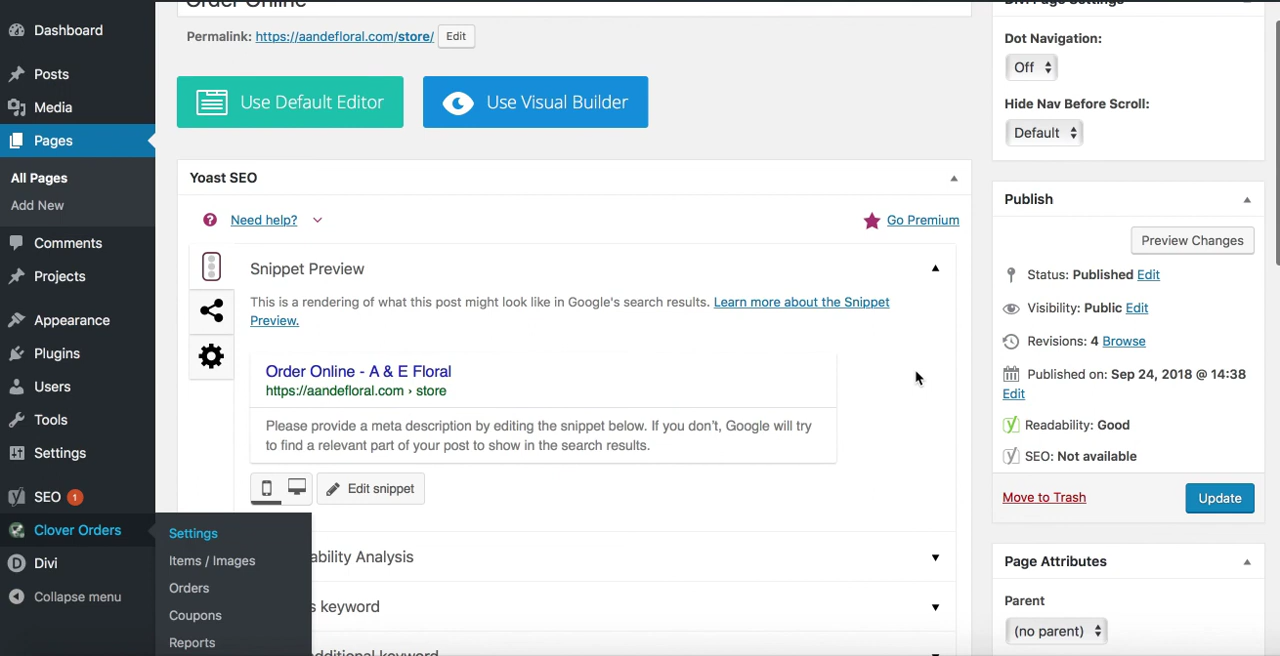 Order Online
Divi Page Settings
Dashboard
Permalink: https://aandefloral.com/store/ Edit
Dot Navigation:
Posts
Off
Use Default Editor
Use Visual Builder
Media
Hide Nav Before Scroll:
Default
Pages
Yoast SEO
All Pages
Publish
Add New
Need help?
Go Premium
Preview Changes
Comments
Snippet Preview
Status: Published Edit
Projects
This is a rendering of what this post might look like in Google's search results. Learn more about the Snippet
Preview.
Visibility: Public Edit
Appearance
Revisions: 4 Browse
Plugins
Order Online - A & E Floral
https://aandefloral.com › store
Published on: Sep 24, 2018 @ 14:38
Edit
Users
Tools
Please provide a meta description by editing the snippet below. If you don't, Google will try
to find a relevant part of your post to show in the search results.
Readability: Good
Settings
SEO: Not available
Edit snippet
SEO 1
Move to Trash
Update
Clover Orders
Settings
Items / Images
Orders
Coupons
Reports
ability Analysis
s keyword
dditional keyword
Divi
Collapse menu
Page Attributes
Parent
(no parent)